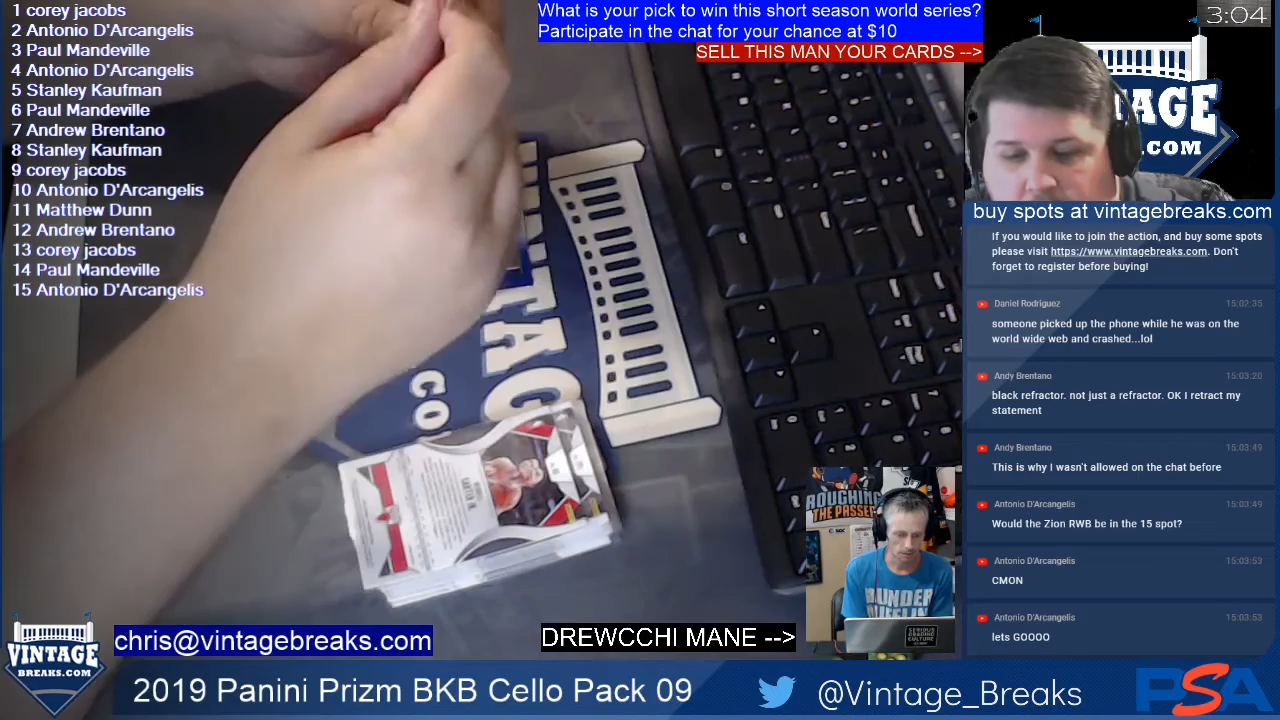 1 corey jacobs
2 Antonio D'Arcangelis
3 Paul Mandeville
4 Antonio D'Arcangelis
5 Stanley Kaufman
6 Paul Mandeville
7 Andrew Brentano
8 Stanley Kaufman
9 corey jacobs
10 Antonio D'Arcangelis
11 Matthew Dunn
12 Andrew Brentano
13 corey jacobs
14 Paul Mandeville
15 Antonio D'Arcangelis
What is your pick to win this short season world series?
Participate in the chat for your chance at $10
SELL THIS MAN YOUR CARDS -->
3:04
TAGE
.COM
buy spots at vintagebreaks.com
If you would like to join the action, and buy some spots
please visit https://www.vintagebreaks.com. Don't
forget to register before buying!
Daniel Rodriguez 15:02:35
someone picked up the phone while he was on the
world wide web and crashed...lol
Andy Brentano 15:03:20
black refractor. not just a refractor. OK I retract my
statement
Andy Brentano 15:03:49
This is why I wasn't allowed on the chat before
Antonio D'Arcangelis 15:03:49
Would the Zion RWB be in the 15 spot?
Antonio D'Arcangelis 15:03:53
CMON
Antonio D'Arcangelis 15:03:53
lets GOOOO
ROUGHING
THE PASSER
DREWCCHI MANE -->
chris@vintagebreaks.com
VINTAGE
BREAKS.COM
2019 Panini Prizm BKB Cello Pack 09
@Vintage_Breaks
PSA